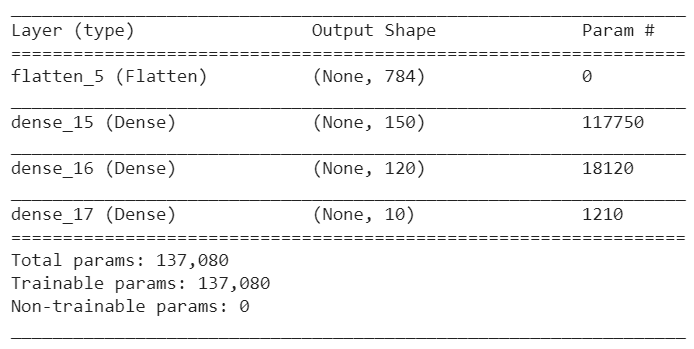 Layer (type) Output Shape Param #
flatten_5 (Flatten) (None, 784) 0
dense_15 (Dense) (None, 150) 117750
dense_16 (Dense) (None, 120) 18120
dense_17 (Dense) (None, 10) 1210
Total params: 137,080
Trainable params: 137,080
Non-trainable params: 0